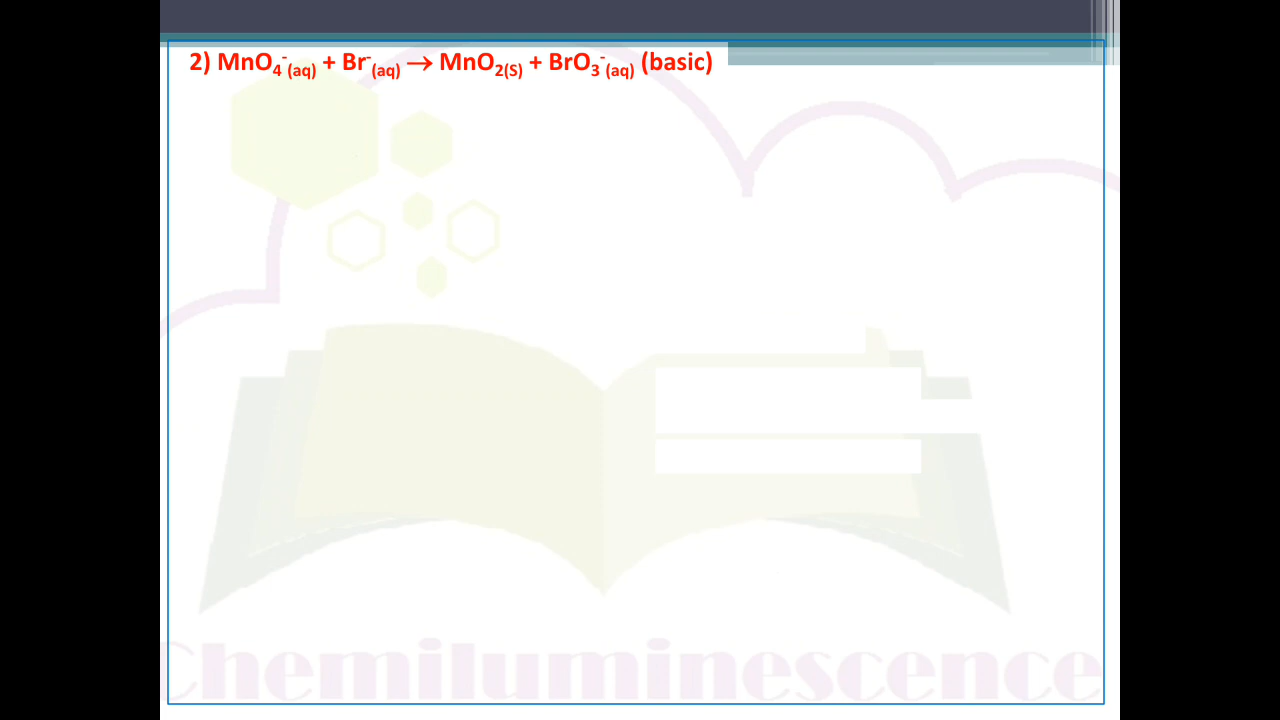 2) MnO₄⁻(aq) + Br⁻(aq) → MnO₂(S) + BrO₃⁻(aq) (basic)
Chemiluminescence